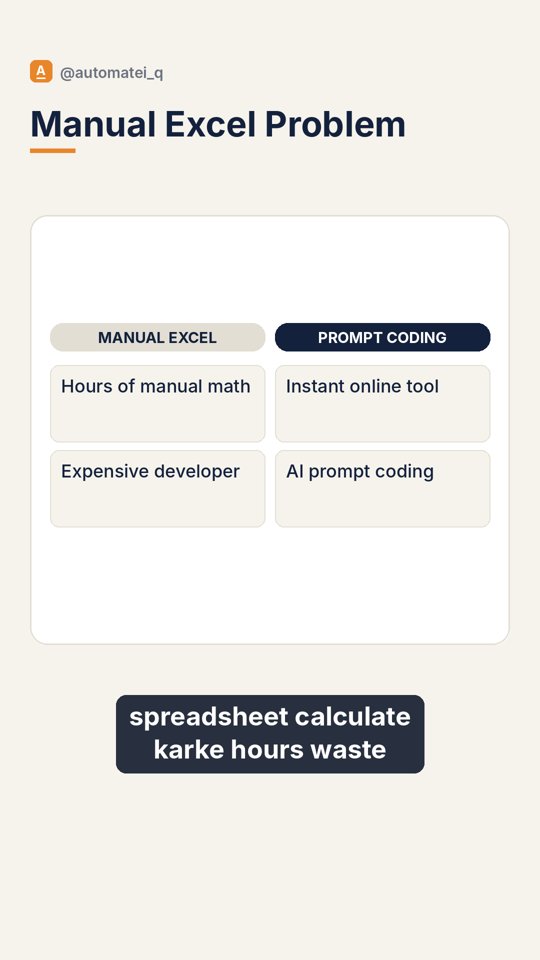 A
@automatei_q
Manual Excel Problem
MANUAL EXCEL
PROMPT CODING
Hours of manual math
Instant online tool
Expensive developer
AI prompt coding
spreadsheet calculate
karke hours waste